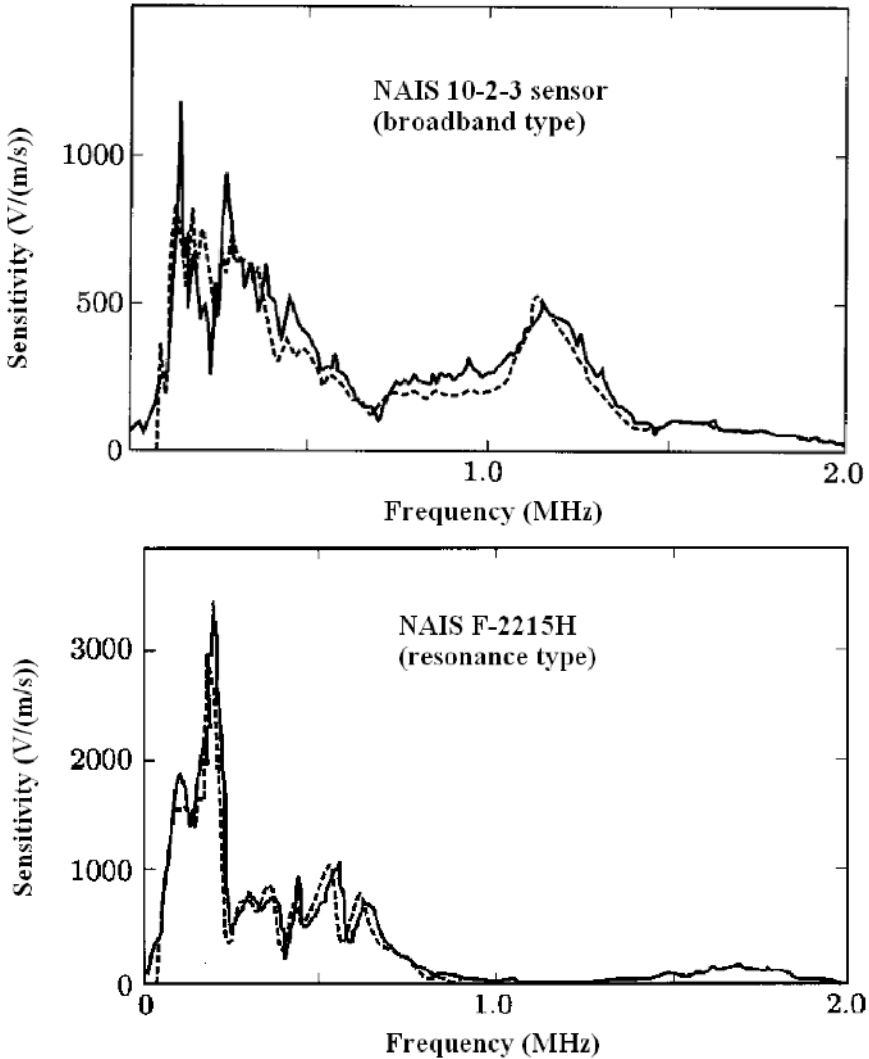 NAIS 10-2-3 sensor
(broadband type)
Sensitivity (V/(m/s))
1000
500
0
1.0
2.0
Frequency (MHz)
NAIS F-2215H
(resonance type)
Sensitivity (V/(m/s))
3000
2000
1000
0
0
1.0
2.0
Frequency (MHz)